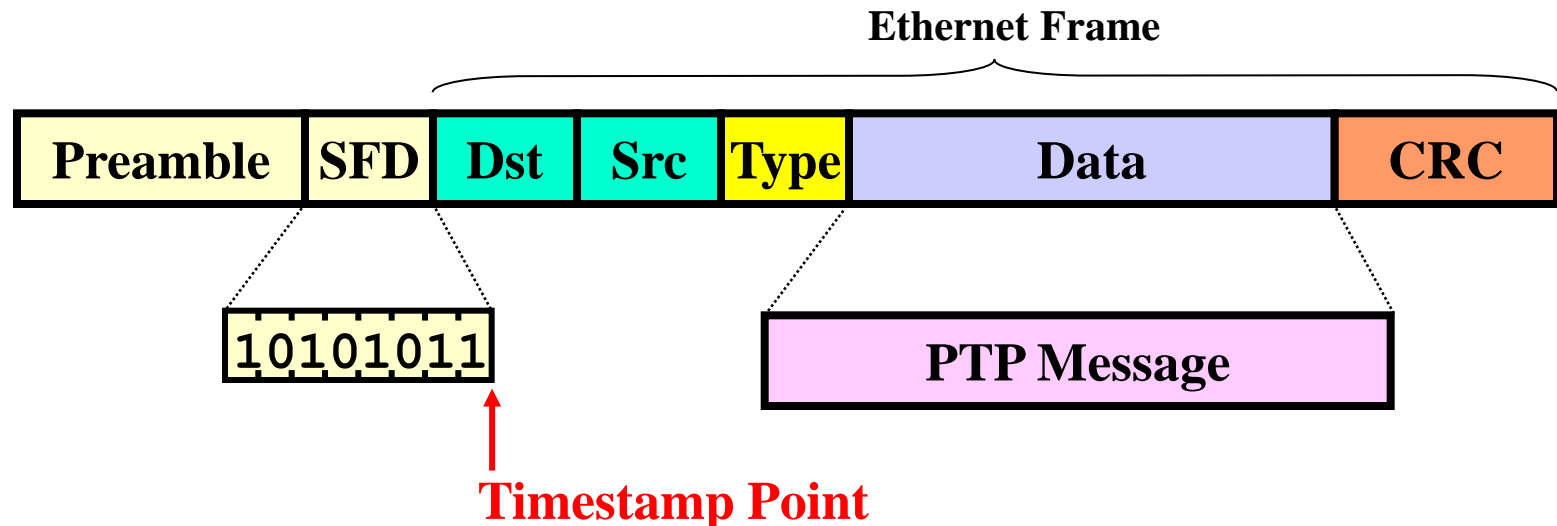 Ethernet Frame
Preamble SFD Dst Src Type Data CRC
10101011
PTP Message
Timestamp Point